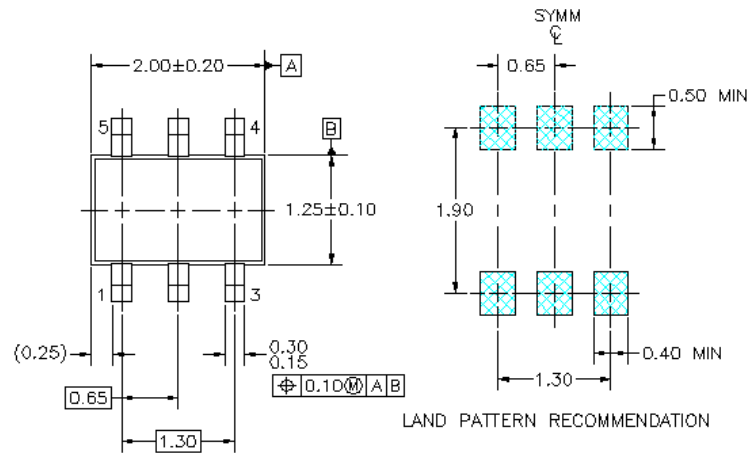 SYMM
℄
2.00±0.20
A
0.65
0.50 MIN
5
4
B
1.25±0.10
1.90
1
3
(0.25)
0.30
0.15
0.40 MIN
⌖ 0.10Ⓜ A B
0.65
1.30
1.30
LAND PATTERN RECOMMENDATION